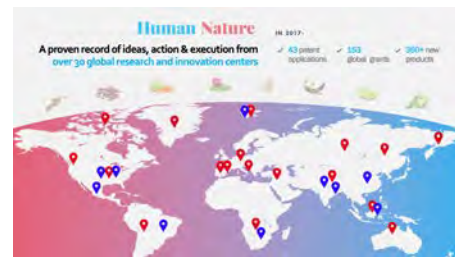 Human Nature
A proven record of ideas, action & execution from
over 30 global research and innovation centers
IN 2017:
✓ 43 patent applications
✓ 153 global grants
✓ 360+ new products